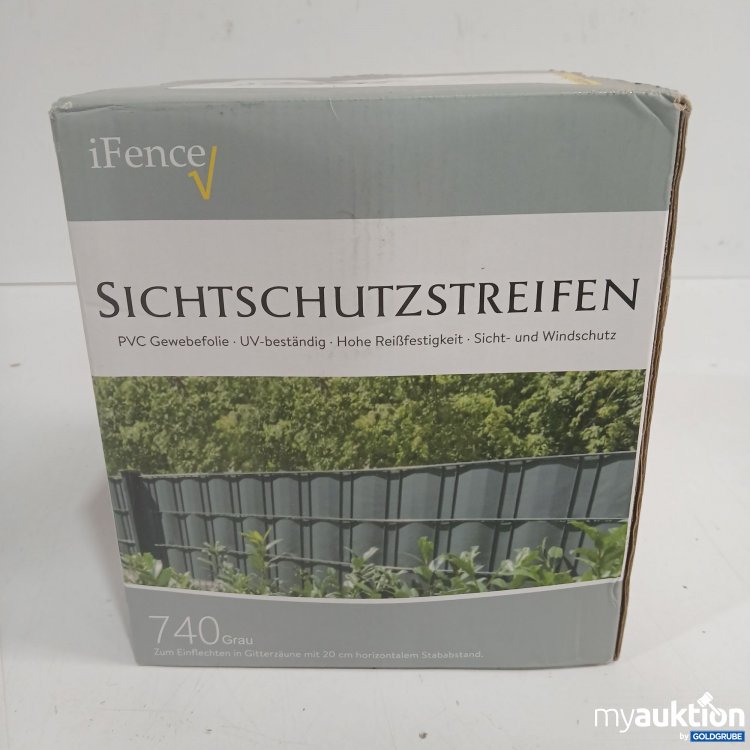 iFence
SICHTSCHUTZSTREIFEN
PVC Gewebefolie · UV-beständig · Hohe Reißfestigkeit · Sicht- und Windschutz
740 Grau
Zum Einflechten in Gitterzäune mit 20 cm horizontalem Stababstand.
myauktion
by GOLDGRUBE